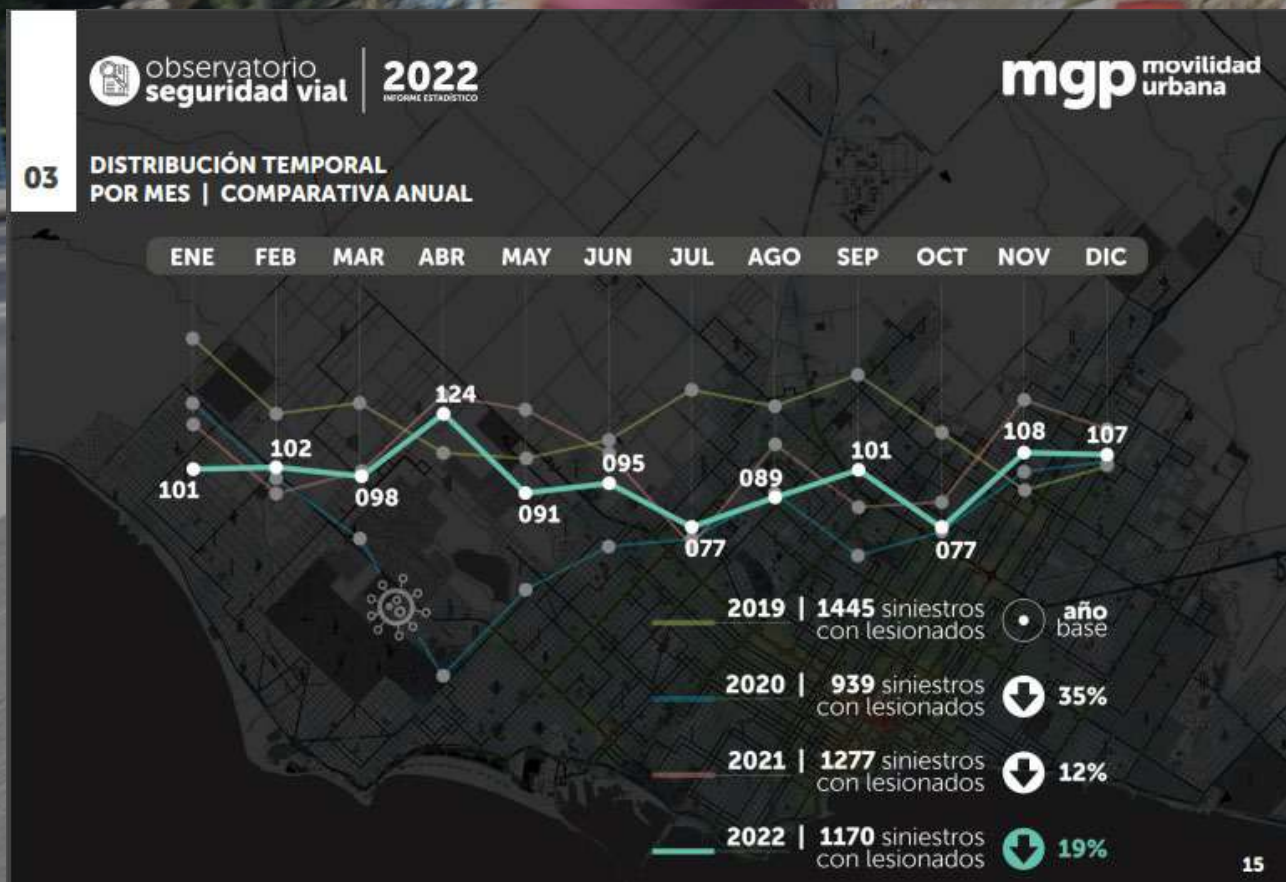 observatorio
seguridad vial
2022
INFORME ESTADÍSTICO
mgp movilidad
urbana
03
DISTRIBUCIÓN TEMPORAL
POR MES | COMPARATIVA ANUAL
ENE FEB MAR ABR MAY JUN JUL AGO SEP OCT NOV DIC
101
102
098
124
091
095
077
089
101
077
108
107
2019 | 1445 siniestros
con lesionados
año
base
2020 | 939 siniestros
con lesionados
35%
2021 | 1277 siniestros
con lesionados
12%
2022 | 1170 siniestros
con lesionados
19%
15